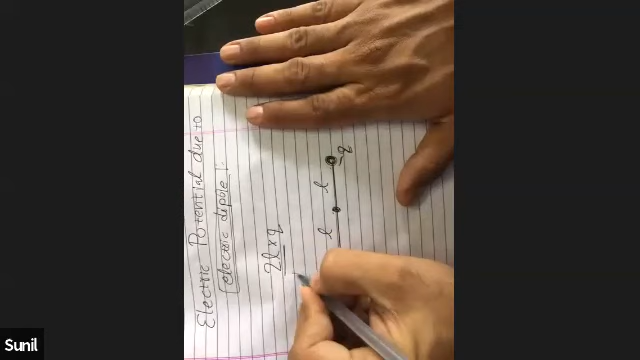 Electric Potential due to
electric dipole :-
2l x q
l
l
-q
Sunil